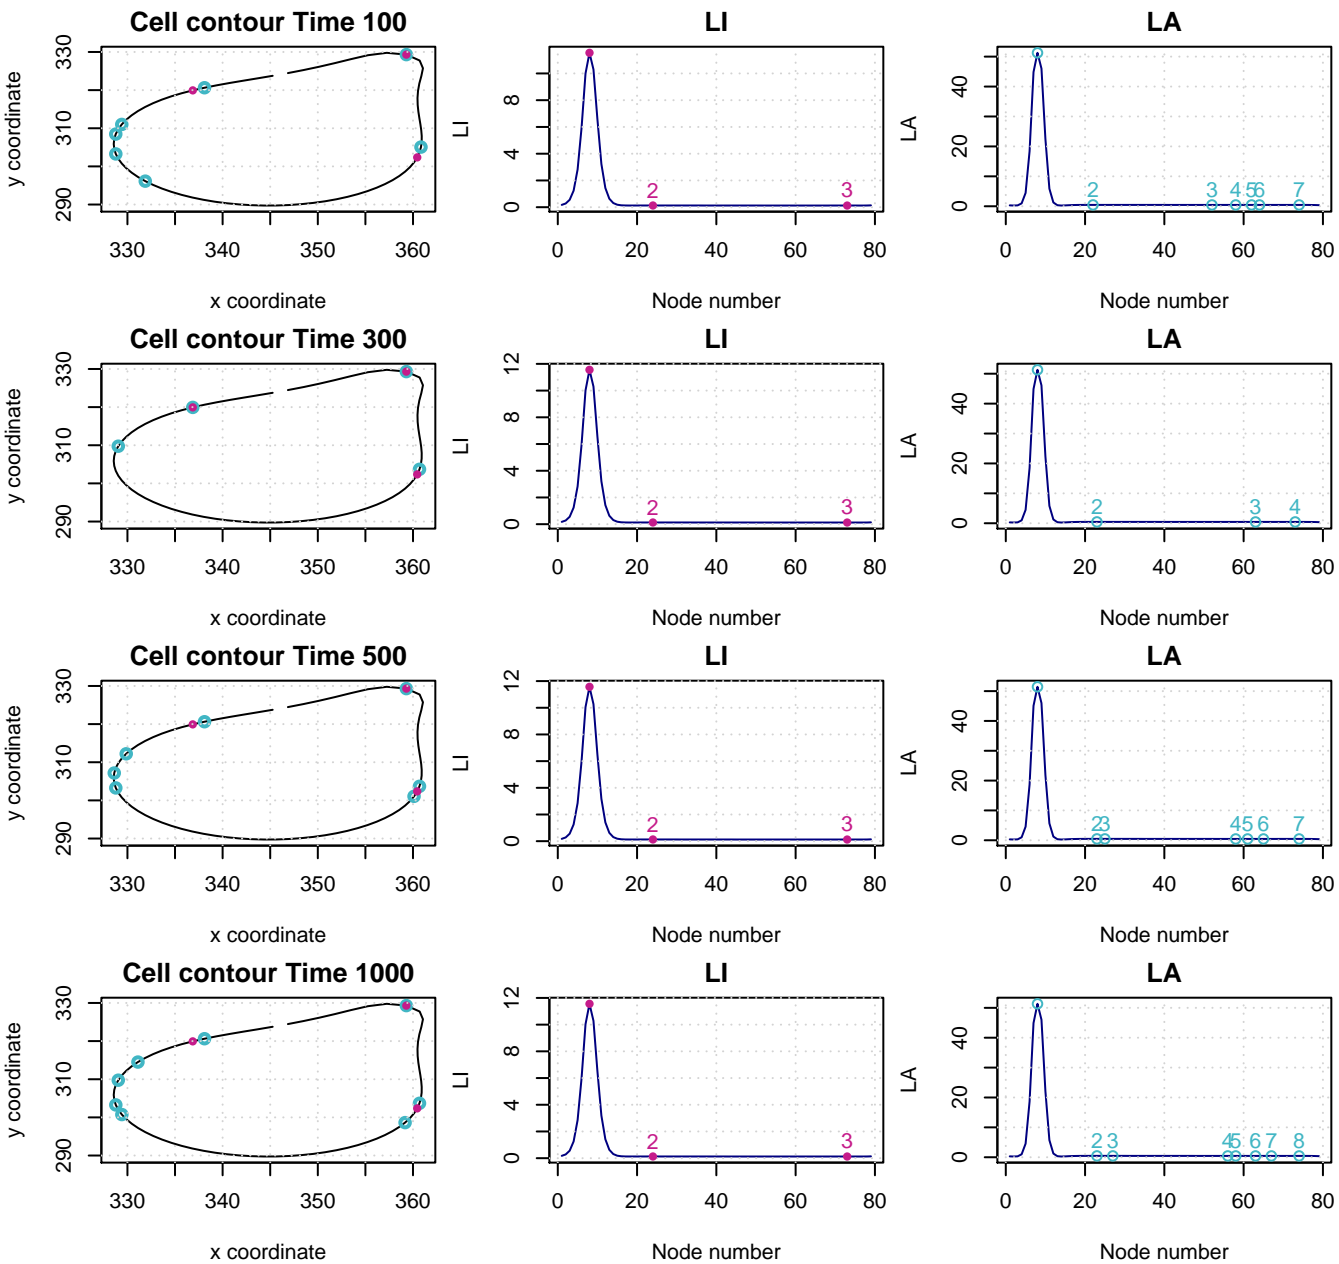 Cell contour Time 100
LI
LA
y coordinate
290 310 330
330 340 350 360
x coordinate
LI
0 4 8
2 3
0 20 40 60 80
Node number
LA
0 20 40
2 3 4 5 6 7
0 20 40 60 80
Node number
Cell contour Time 300
LI
LA
y coordinate
290 310 330
330 340 350 360
x coordinate
LI
0 4 8 12
2 3
0 20 40 60 80
Node number
LA
0 20 40
2 3 4
0 20 40 60 80
Node number
Cell contour Time 500
LI
LA
y coordinate
290 310 330
330 340 350 360
x coordinate
LI
0 4 8 12
2 3
0 20 40 60 80
Node number
LA
0 20 40
2 3 4 5 6 7
0 20 40 60 80
Node number
Cell contour Time 1000
LI
LA
y coordinate
290 310 330
330 340 350 360
x coordinate
LI
0 4 8 12
2 3
0 20 40 60 80
Node number
LA
0 20 40
2 3 4 5 6 7 8
0 20 40 60 80
Node number